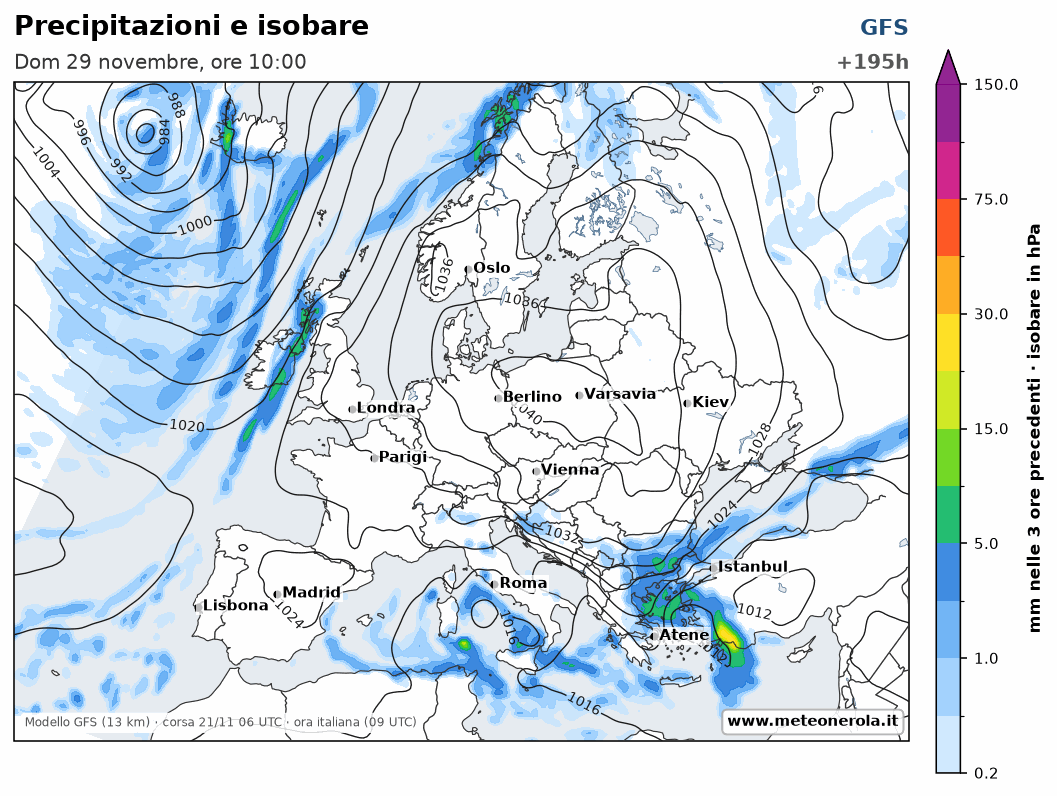 Precipitazioni e isobare
GFS
Dom 29 novembre, ore 10:00
+195h
988
984
996
992
1004
1000
1036
Oslo
1036
1020
Londra
Berlino
Varsavia
Kiev
1040
Parigi
Vienna
1028
1024
1032
Istanbul
Roma
Madrid
Lisbona
1024
1016
1012
Atene
1012
1016
Modello GFS (13 km) · corsa 21/11 06 UTC · ora italiana (09 UTC)
www.meteonerola.it
150.0
75.0
30.0
15.0
5.0
1.0
0.2
mm nelle 3 ore precedenti · isobare in hPa